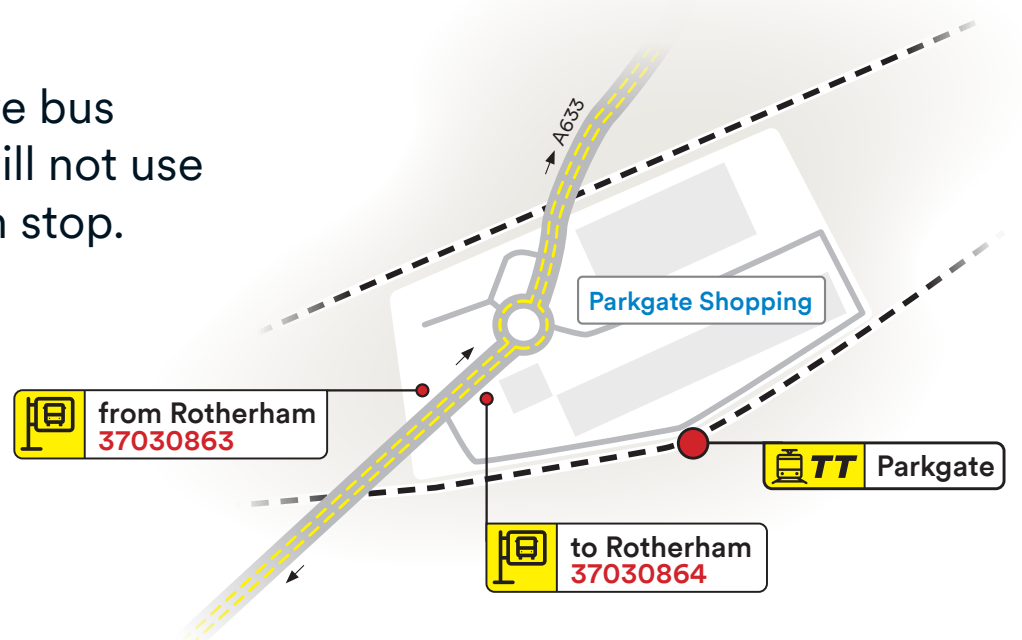 e bus
ill not use
stop.
A633
Parkgate Shopping
from Rotherham
37030863
TT Parkgate
to Rotherham
37030864